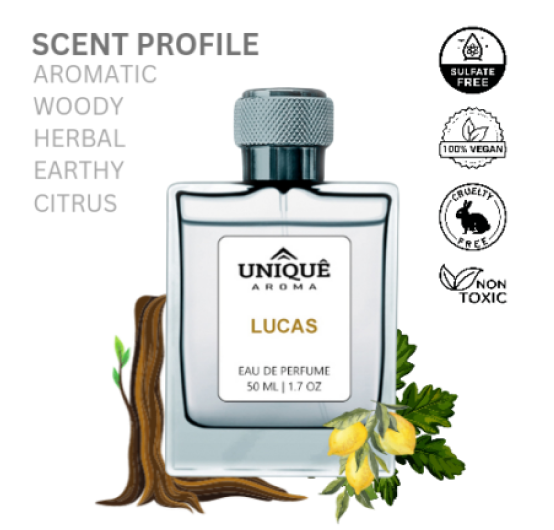 SCENT PROFILE
AROMATIC
WOODY
HERBAL
EARTHY
CITRUS
SULFATE
FREE
100% VEGAN
CRUELTY
FREE
NON
TOXIC
UNIQUÊ
AROMA
LUCAS
EAU DE PERFUME
50 ML | 1.7 OZ